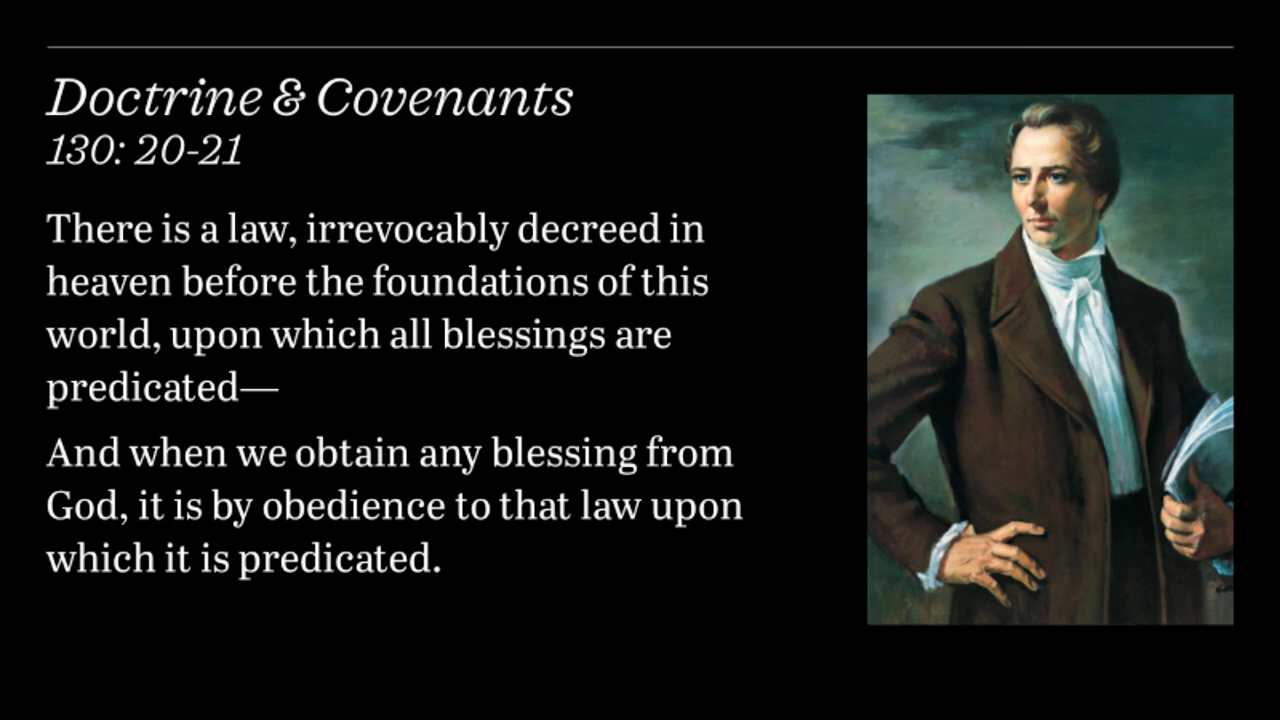 Doctrine & Covenants
130: 20-21
There is a law, irrevocably decreed in
heaven before the foundations of this
world, upon which all blessings are
predicated—
And when we obtain any blessing from
God, it is by obedience to that law upon
which it is predicated.